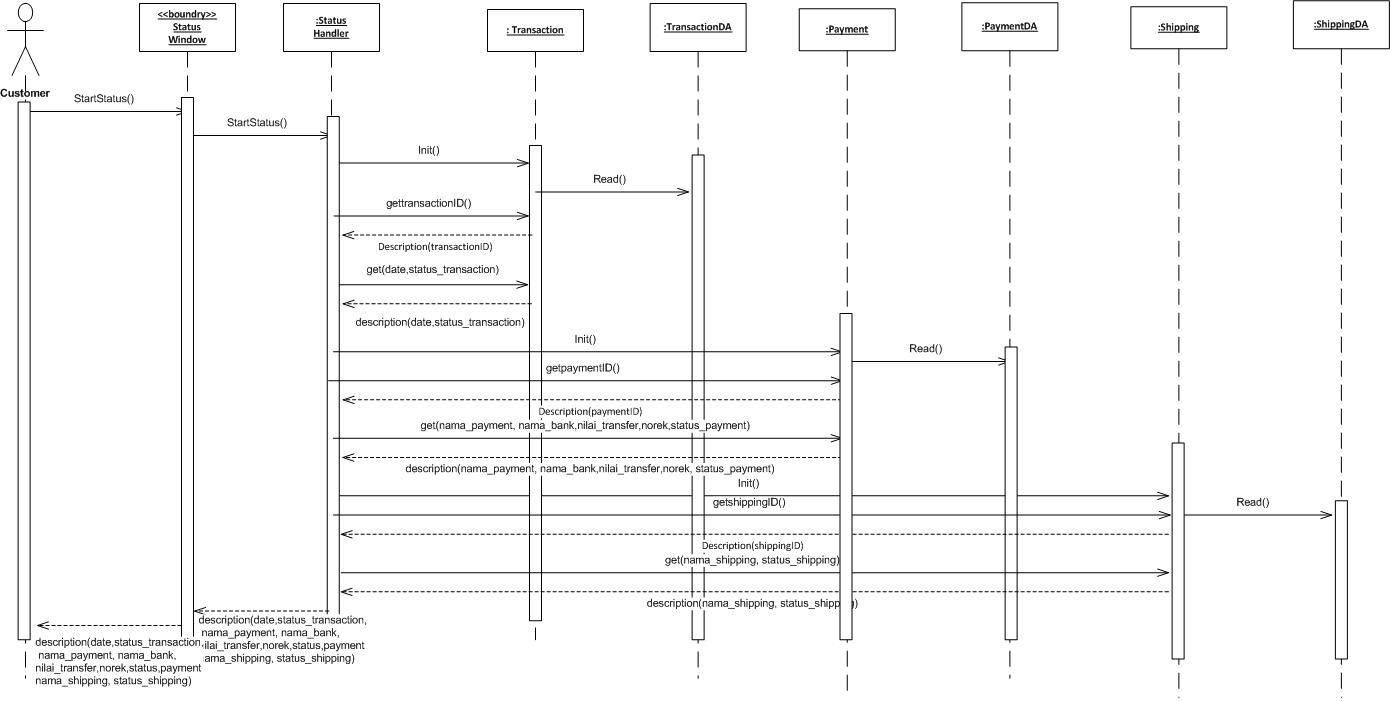 <<boundry>>
Status
Window
:Status
Handler
: Transaction
:TransactionDA
:Payment
:PaymentDA
:Shipping
:ShippingDA
Customer
StartStatus()
StartStatus()
Init()
Read()
gettransactionID()
Description(transactionID)
get(date,status_transaction)
description(date,status_transaction)
Init()
Read()
getpaymentID()
Description(paymentID)
get(nama_payment, nama_bank,nilai_transfer,norek,status_payment)
description(nama_payment, nama_bank,nilai_transfer,norek, status_payment)
Init()
getshippingID()
Read()
Description(shippingID)
get(nama_shipping, status_shipping)
description(nama_shipping, status_shipping)
description(date,status_transaction,
nama_payment, nama_bank,
nilai_transfer,norek,status,payment
nama_shipping, status_shipping)
description(date,status_transaction,
nama_payment, nama_bank,
nilai_transfer,norek,status,payment
nama_shipping, status_shipping)